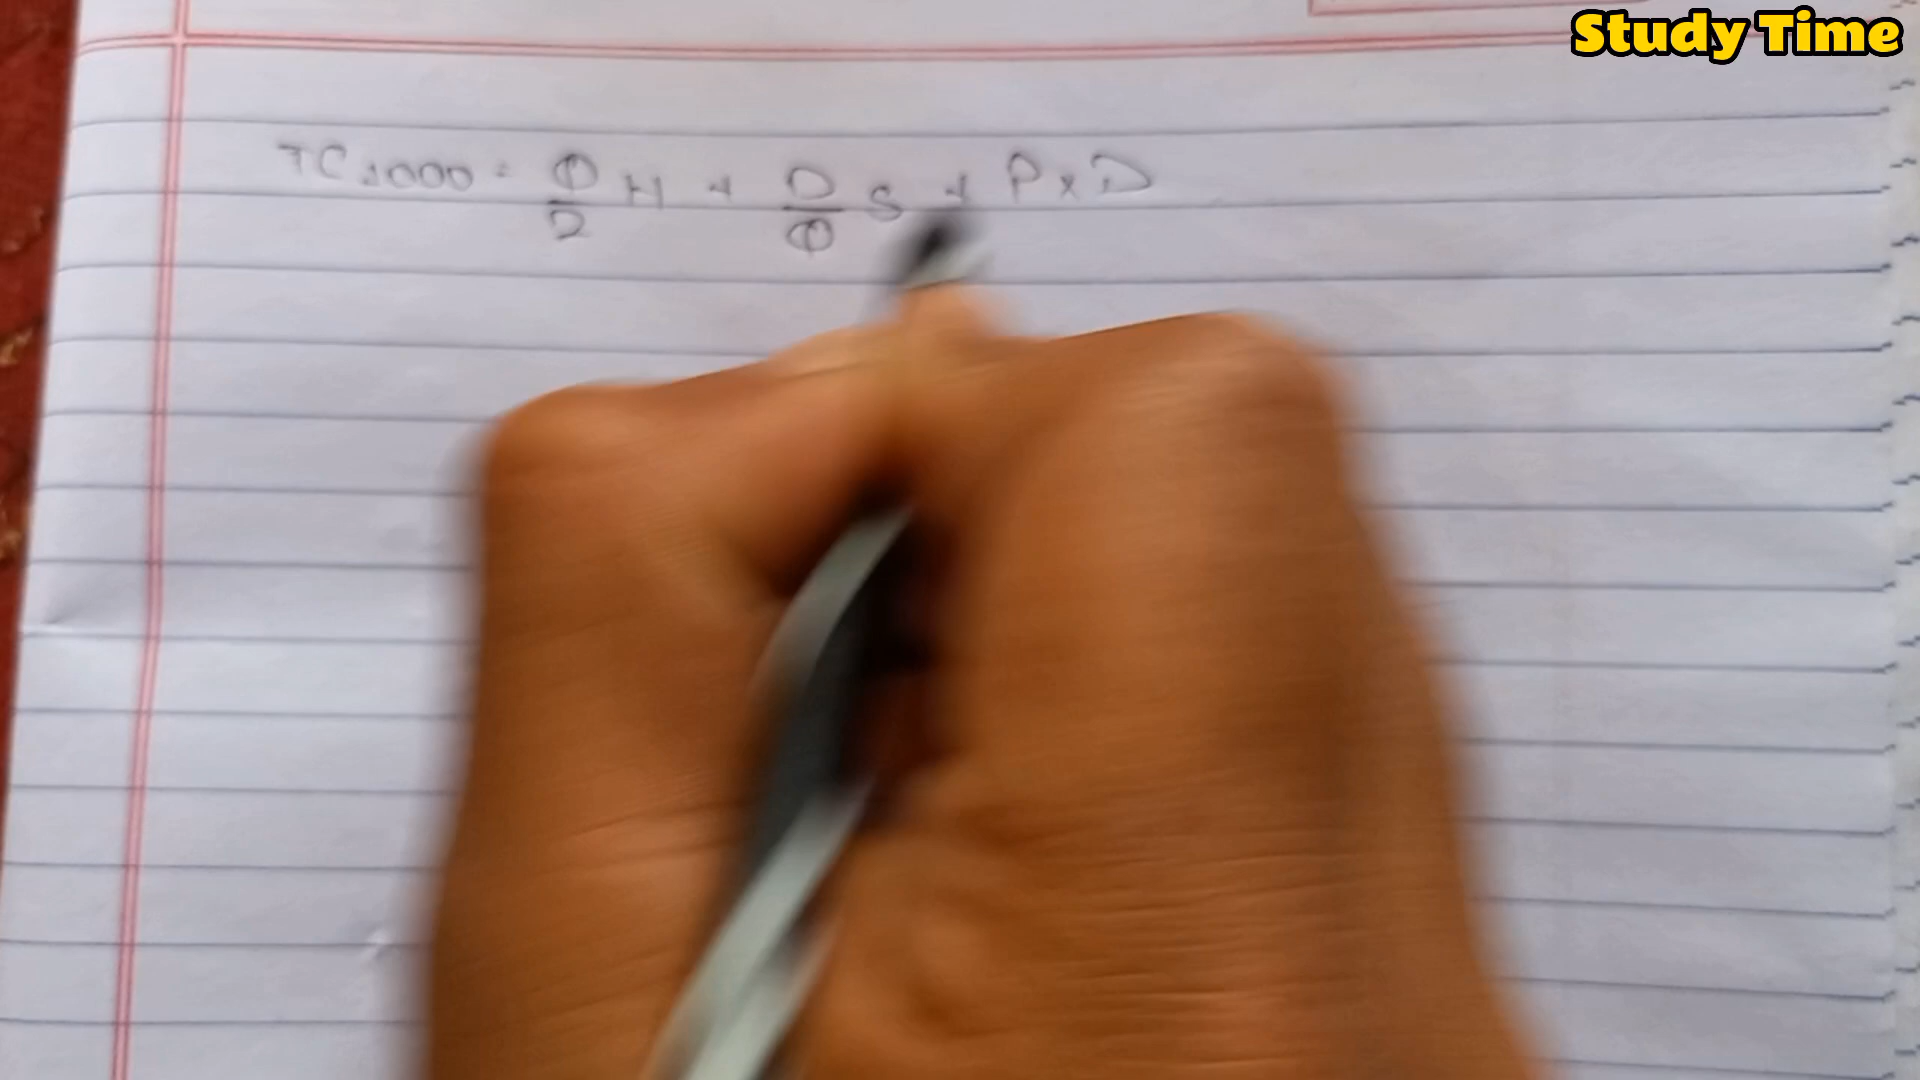 Study Time
TC1000 = Q/2 H + D/Q S + P x D